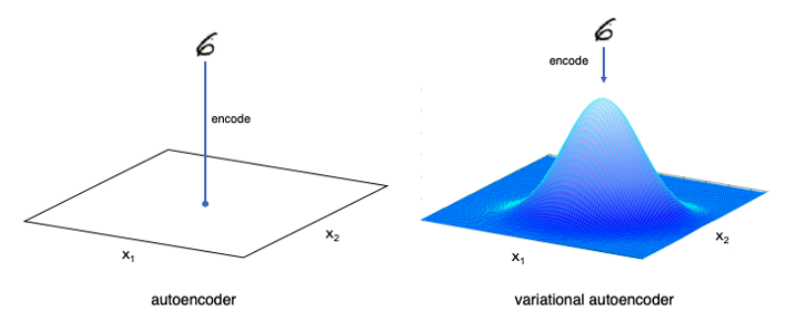 6
encode
x₁
x₂
autoencoder
6
encode
x₁
x₂
variational autoencoder